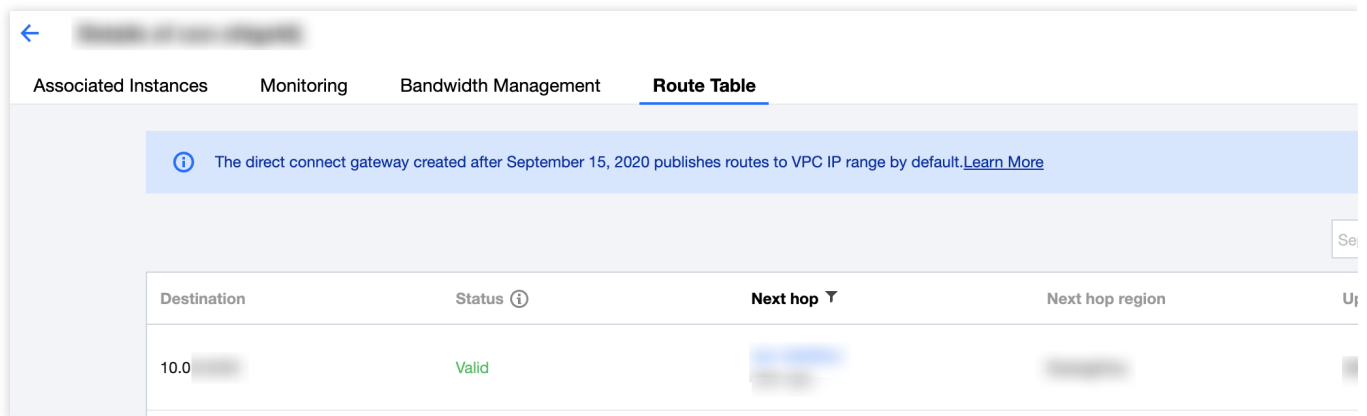 Associated Instances Monitoring Bandwidth Management Route Table
The direct connect gateway created after September 15, 2020 publishes routes to VPC IP range by default.Learn More
Destination Status Next hop Next hop region
10.0 Valid